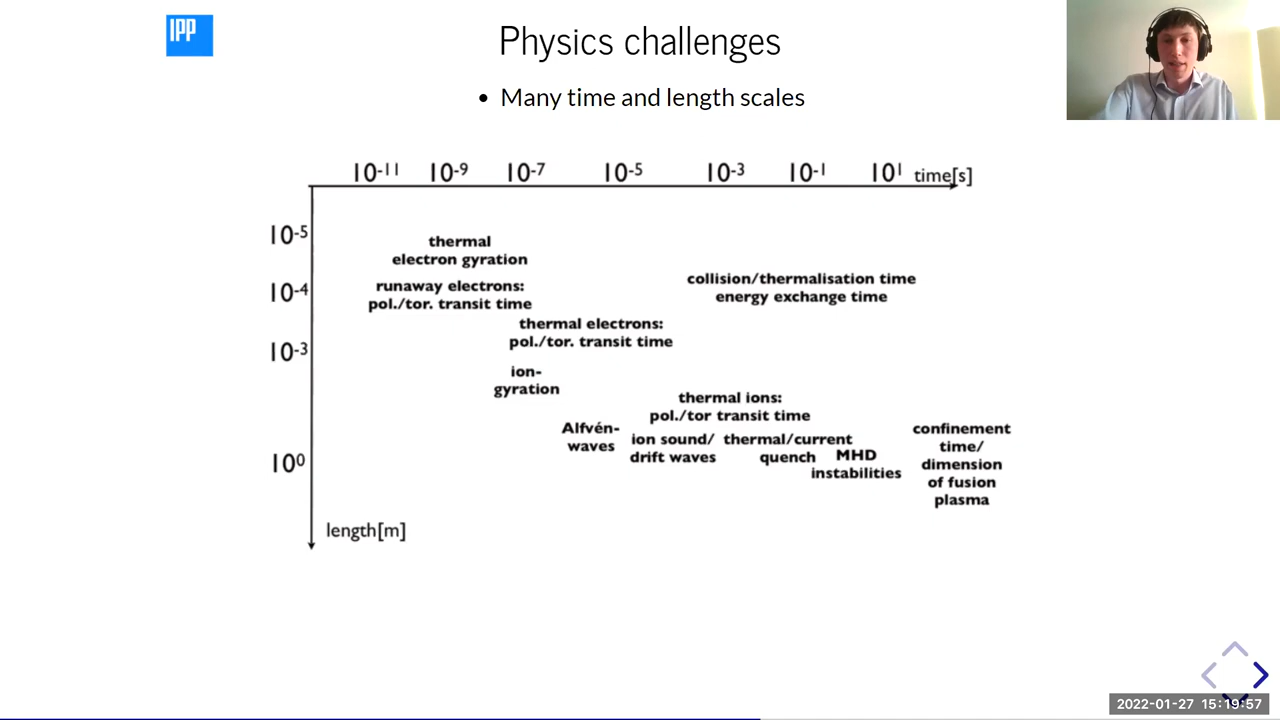 IPP
Physics challenges
• Many time and length scales
10-11 10-9 10-7 10-5 10-3 10-1 101 time[s]
10-5
thermal
electron gyration
10-4
runaway electrons:
pol./tor. transit time
collision/thermalisation time
energy exchange time
thermal electrons:
pol./tor. transit time
10-3
ion-
gyration
thermal ions:
pol./tor transit time
Alfvén-
waves
ion sound/
drift waves
thermal/current
quench
MHD
instabilities
confinement
time/
dimension
of fusion
plasma
100
length[m]
2022-01-27 15:19:57